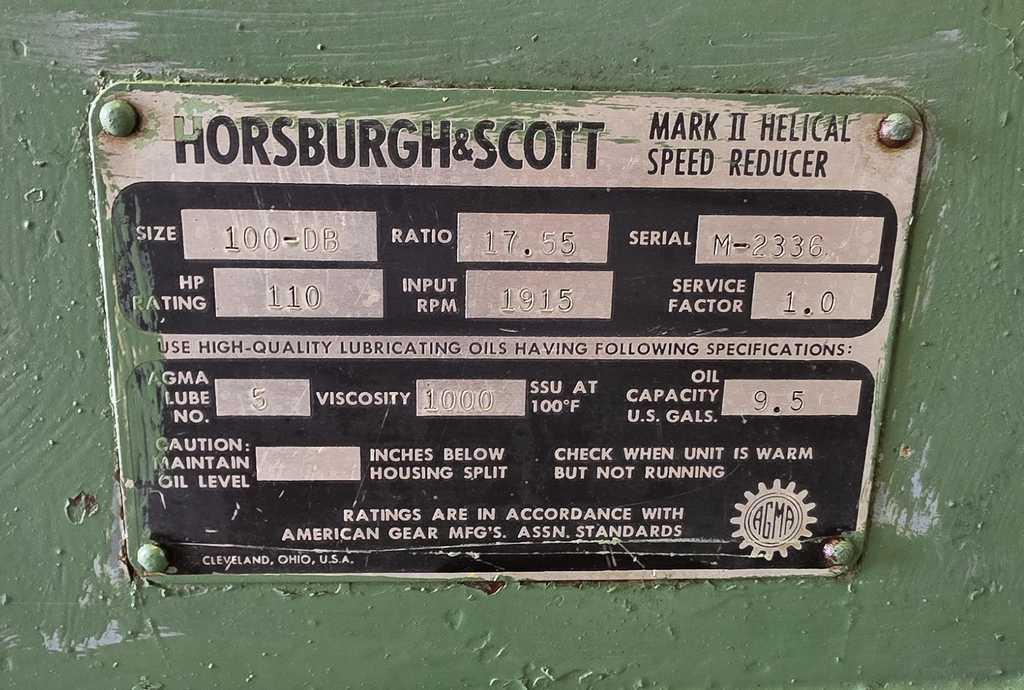 HORSBURGH&SCOTT
MARK II HELICAL
SPEED REDUCER
SIZE 100-DB RATIO 17.55 SERIAL M-2336
HP RATING 110 INPUT RPM 1915 SERVICE FACTOR 1.0
USE HIGH-QUALITY LUBRICATING OILS HAVING FOLLOWING SPECIFICATIONS:
AGMA LUBE NO. 5 VISCOSITY 1000 SSU AT 100°F OIL CAPACITY U.S. GALS. 9.5
CAUTION: MAINTAIN OIL LEVEL INCHES BELOW HOUSING SPLIT CHECK WHEN UNIT IS WARM BUT NOT RUNNING
RATINGS ARE IN ACCORDANCE WITH
AMERICAN GEAR MFG'S. ASSN. STANDARDS
AGMA
CLEVELAND, OHIO, U.S.A.